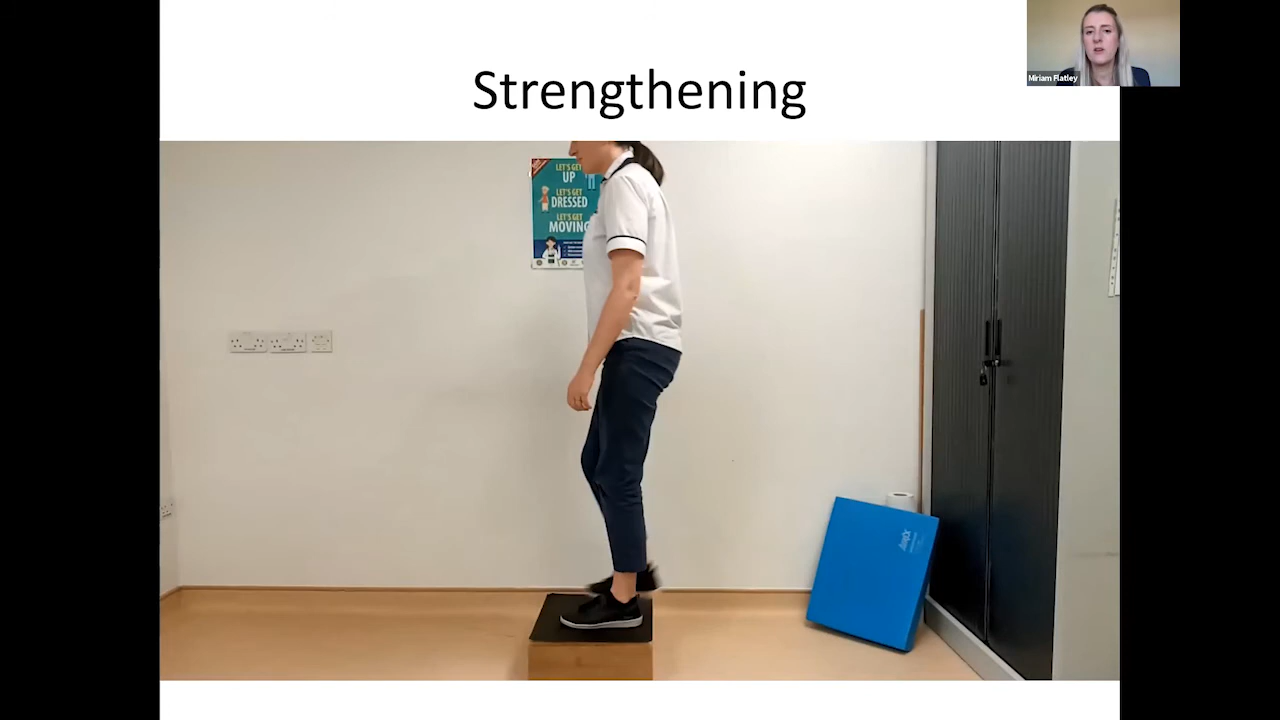 Strengthening
Miriam Flatley
LET'S GET
UP
LET'S GET
DRESSED
LET'S GET
MOVING